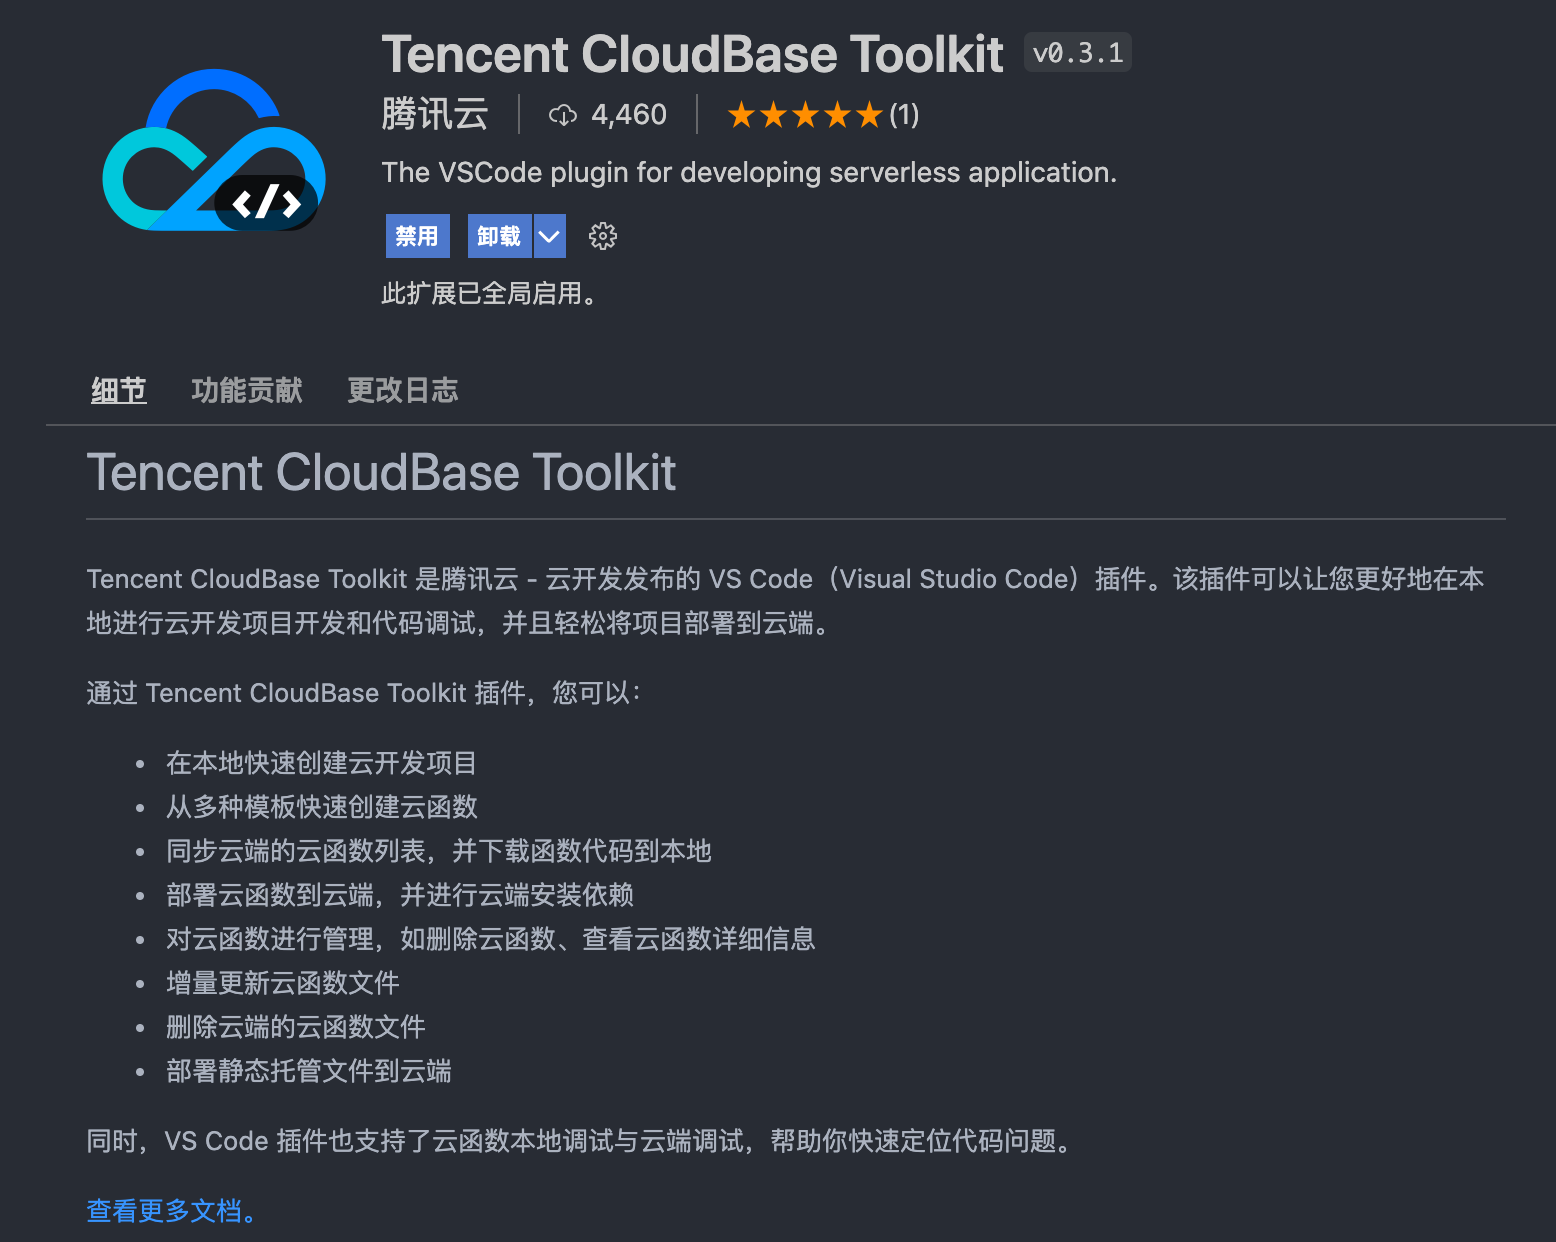 Tencent CloudBase Toolkit v0.3.1
腾讯云 4,460 ★★★★★(1)
The VSCode plugin for developing serverless application.
禁用 卸载
此扩展已全局启用。
细节 功能贡献 更改日志
Tencent CloudBase Toolkit
Tencent CloudBase Toolkit 是腾讯云 - 云开发发布的 VS Code（Visual Studio Code）插件。该插件可以让您更好地在本
地进行云开发项目开发和代码调试，并且轻松将项目部署到云端。
通过 Tencent CloudBase Toolkit 插件，您可以：
• 在本地快速创建云开发项目
• 从多种模板快速创建云函数
• 同步云端的云函数列表，并下载函数代码到本地
• 部署云函数到云端，并进行云端安装依赖
• 对云函数进行管理，如删除云函数、查看云函数详细信息
• 增量更新云函数文件
• 删除云端的云函数文件
• 部署静态托管文件到云端
同时，VS Code 插件也支持了云函数本地调试与云端调试，帮助你快速定位代码问题。
查看更多文档。